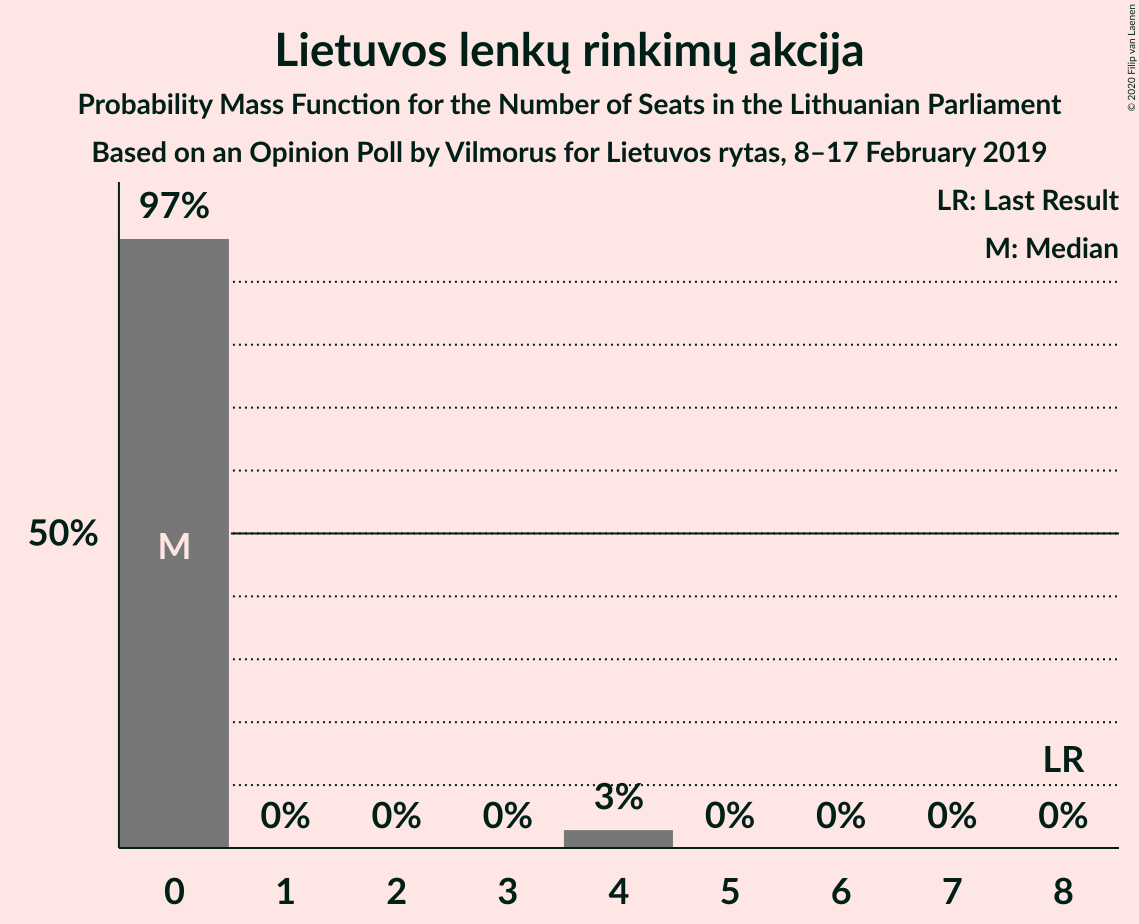 Lietuvos lenkų rinkimų akcija
Probability Mass Function for the Number of Seats in the Lithuanian Parliament
Based on an Opinion Poll by Vilmorus for Lietuvos rytas, 8–17 February 2019
© 2020 Filip van Laenen
LR: Last Result
M: Median
97%
50%
M
LR
0% 0% 0% 3% 0% 0% 0% 0%
0 1 2 3 4 5 6 7 8